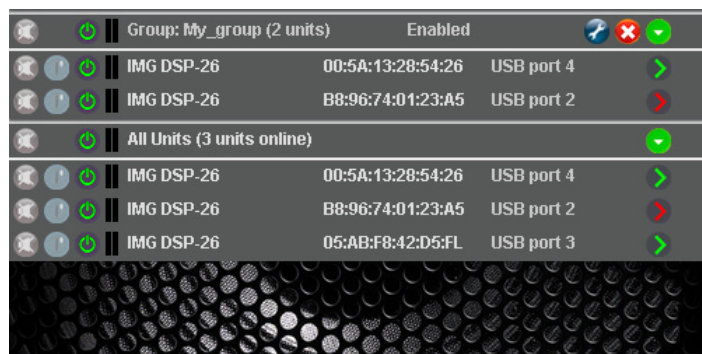 Group: My_group (2 units) Enabled
IMG DSP-26 00:5A:13:28:54:26 USB port 4
IMG DSP-26 B8:96:74:01:23:A5 USB port 2
All Units (3 units online)
IMG DSP-26 00:5A:13:28:54:26 USB port 4
IMG DSP-26 B8:96:74:01:23:A5 USB port 2
IMG DSP-26 05:AB:F8:42:D5:FL USB port 3